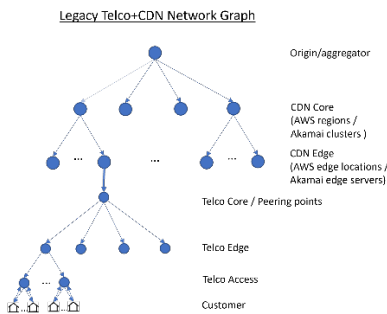 Legacy Telco+CDN Network Graph
Origin/aggregator
CDN Core
(AWS regions /
Akamai clusters )
CDN Edge
(AWS edge locations /
Akamai edge servers)
...
...
...
Telco Core / Peering points
Telco Edge
Telco Access
...
Customer